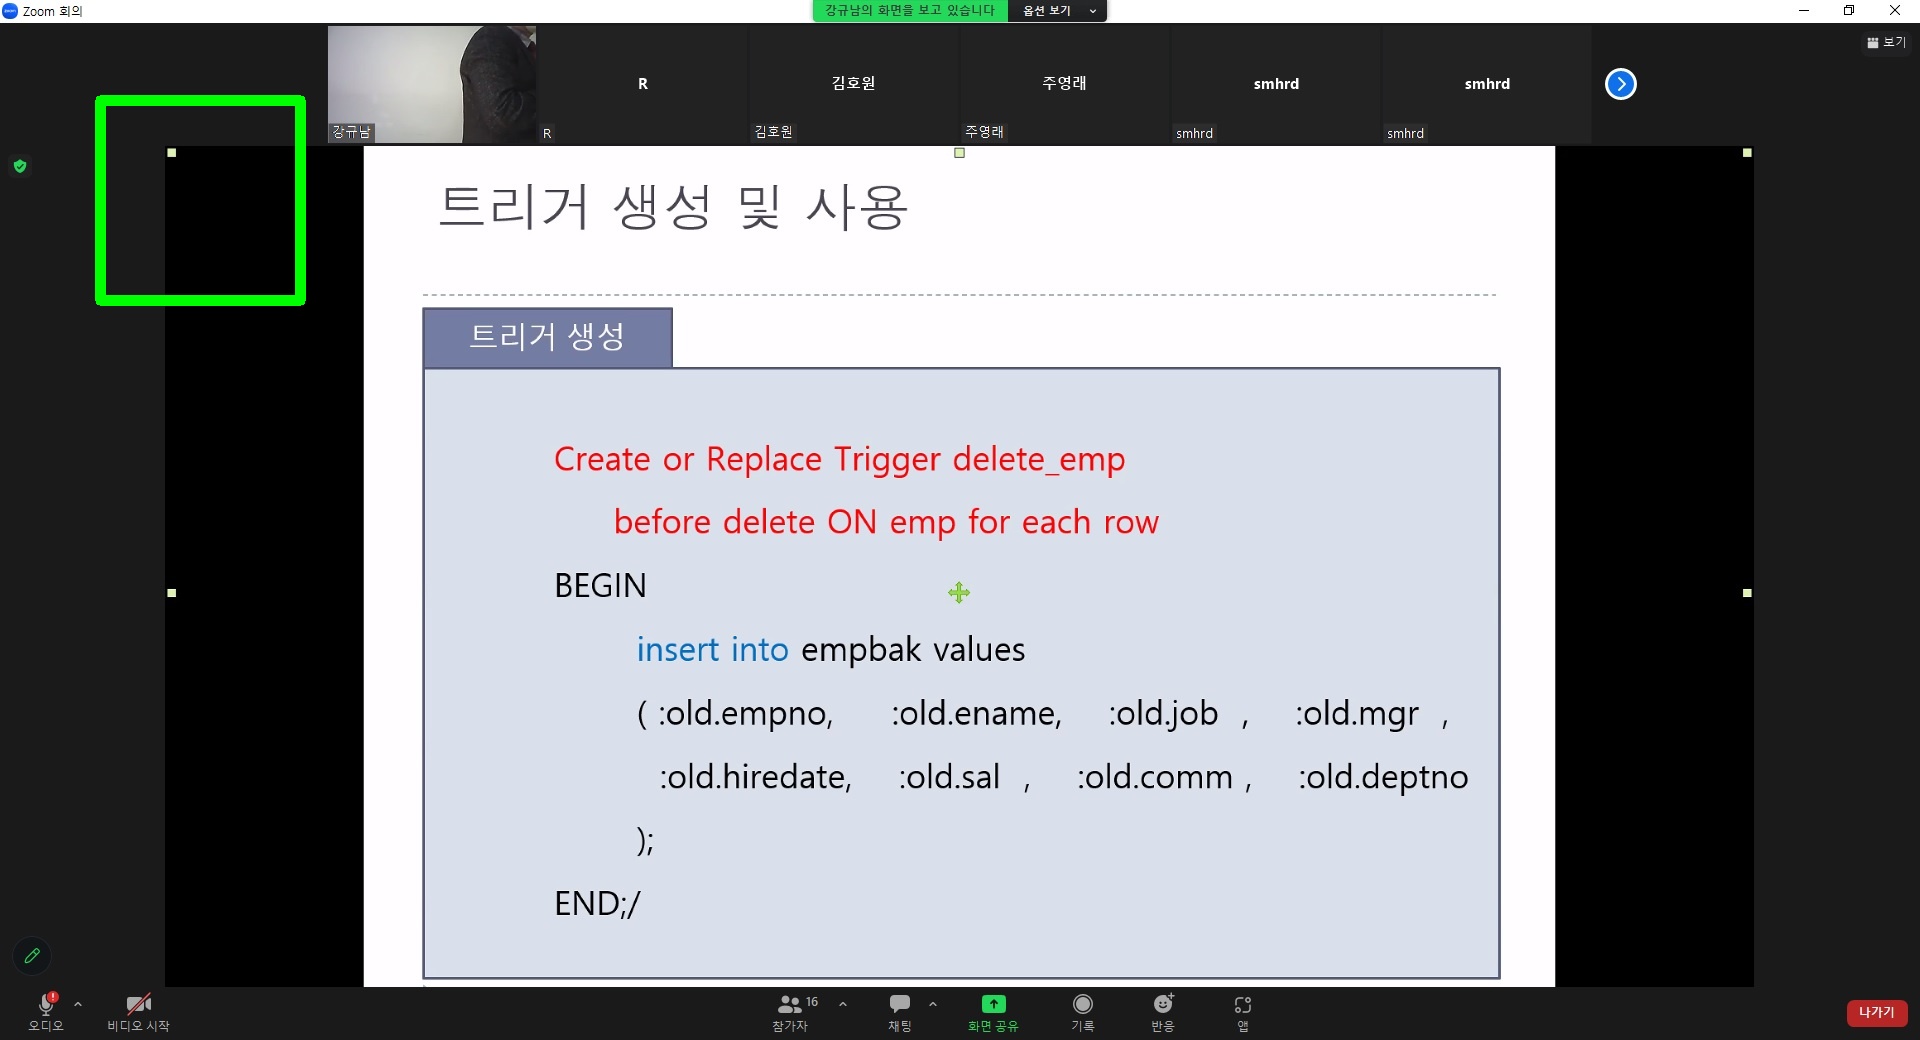 Zoom 회의
강규남의 화면을 보고 있습니다 옵션 보기
보기
R 김호원 주영래 smhrd smhrd
강규남 R 김호원 주영래 smhrd smhrd
트리거 생성 및 사용
트리거 생성
Create or Replace Trigger delete_emp
before delete ON emp for each row
BEGIN
insert into empbak values
( :old.empno, :old.ename, :old.job , :old.mgr ,
:old.hiredate, :old.sal , :old.comm , :old.deptno
);
END;/
16
오디오 비디오 시작 참가자 채팅 화면 공유 기록 반응 앱 나가기